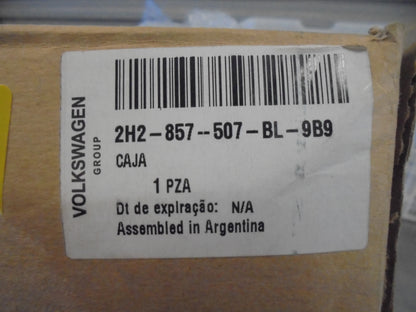 VOLKSWAGEN
GROUP
2H2-857--507-BL-9B9
CAJA
1 PZA
Dt de expiração: N/A
Assembled in Argentina